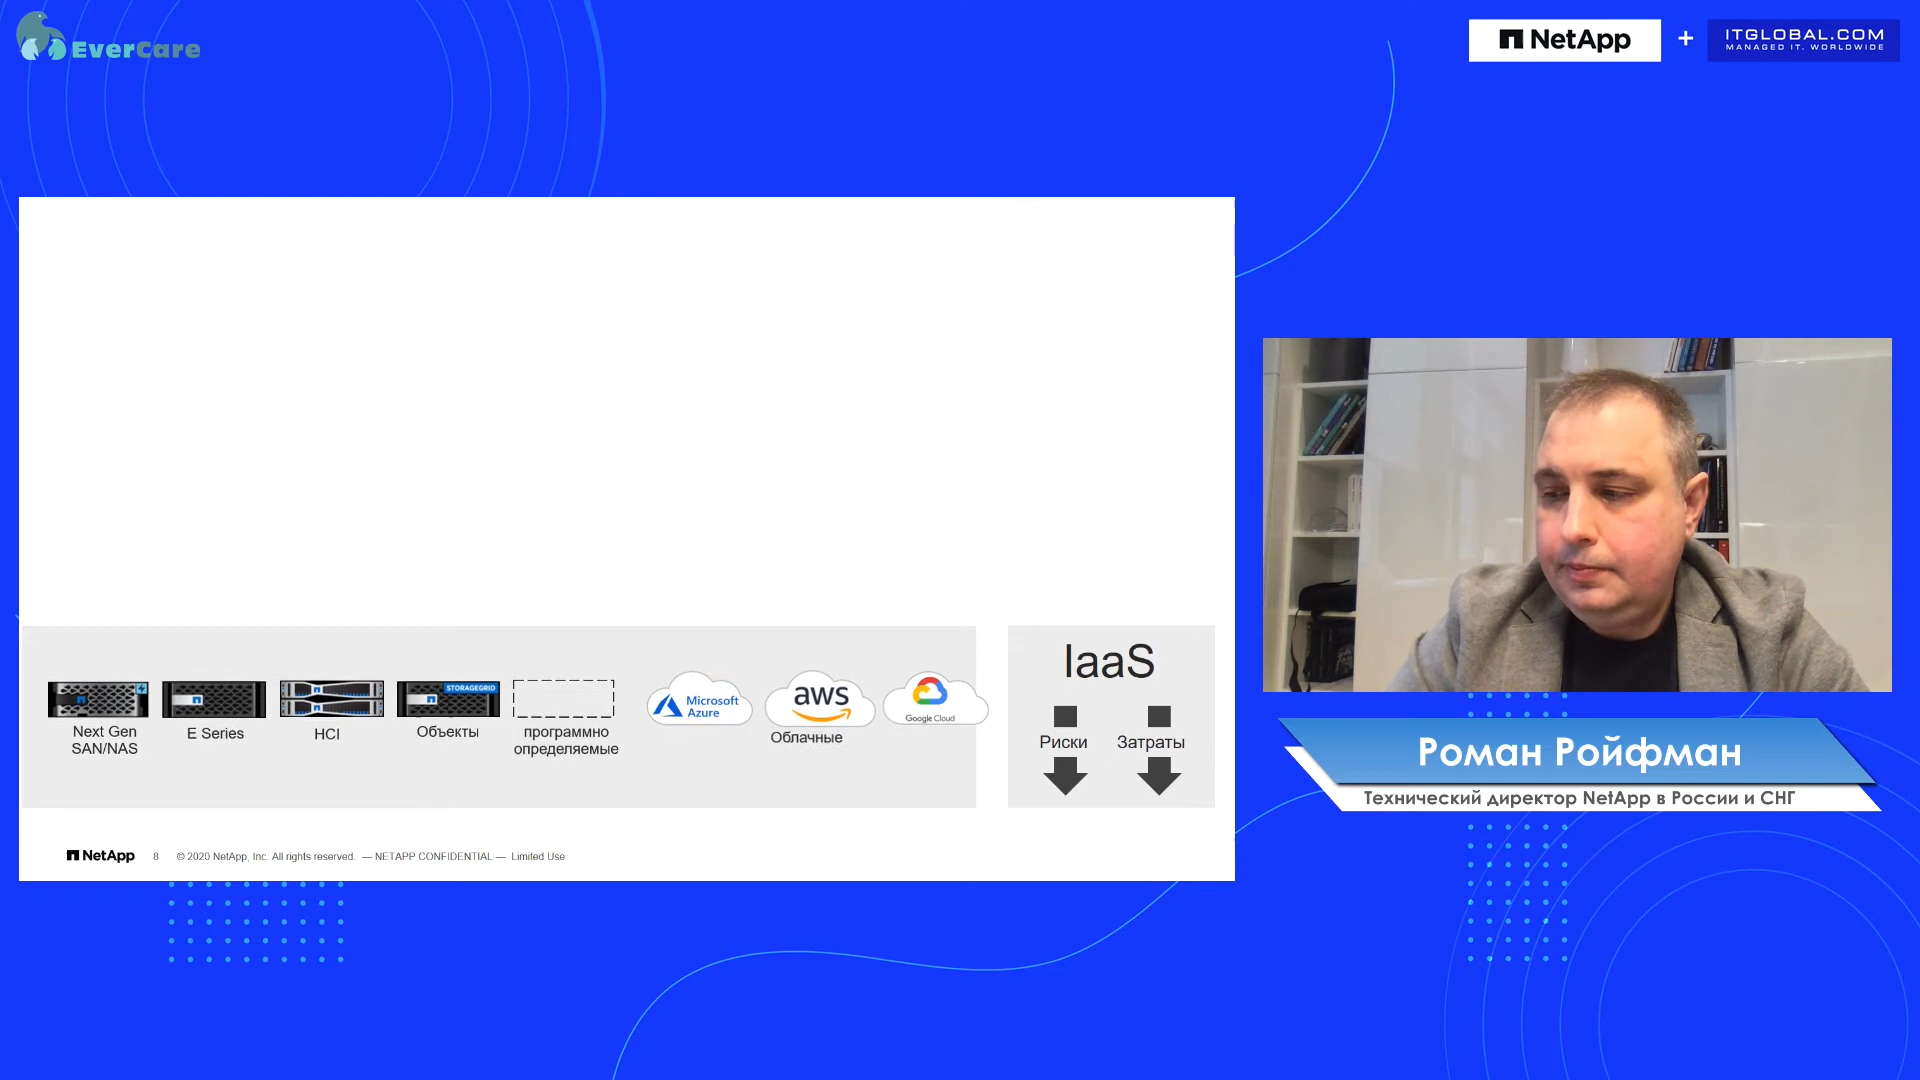 EverCare
NetApp
+
ITGLOBAL.COM
MANAGED IT. WORLDWIDE
Next Gen
SAN/NAS
E Series
HCI
STORAGEGRID
Объекты
программно
определяемые
Microsoft
Azure
aws
Google Cloud
Облачные
IaaS
Риски
Затраты
NetApp 8 © 2020 NetApp, Inc. All rights reserved. — NETAPP CONFIDENTIAL — Limited Use
Роман Ройфман
Технический директор NetApp в России и СНГ